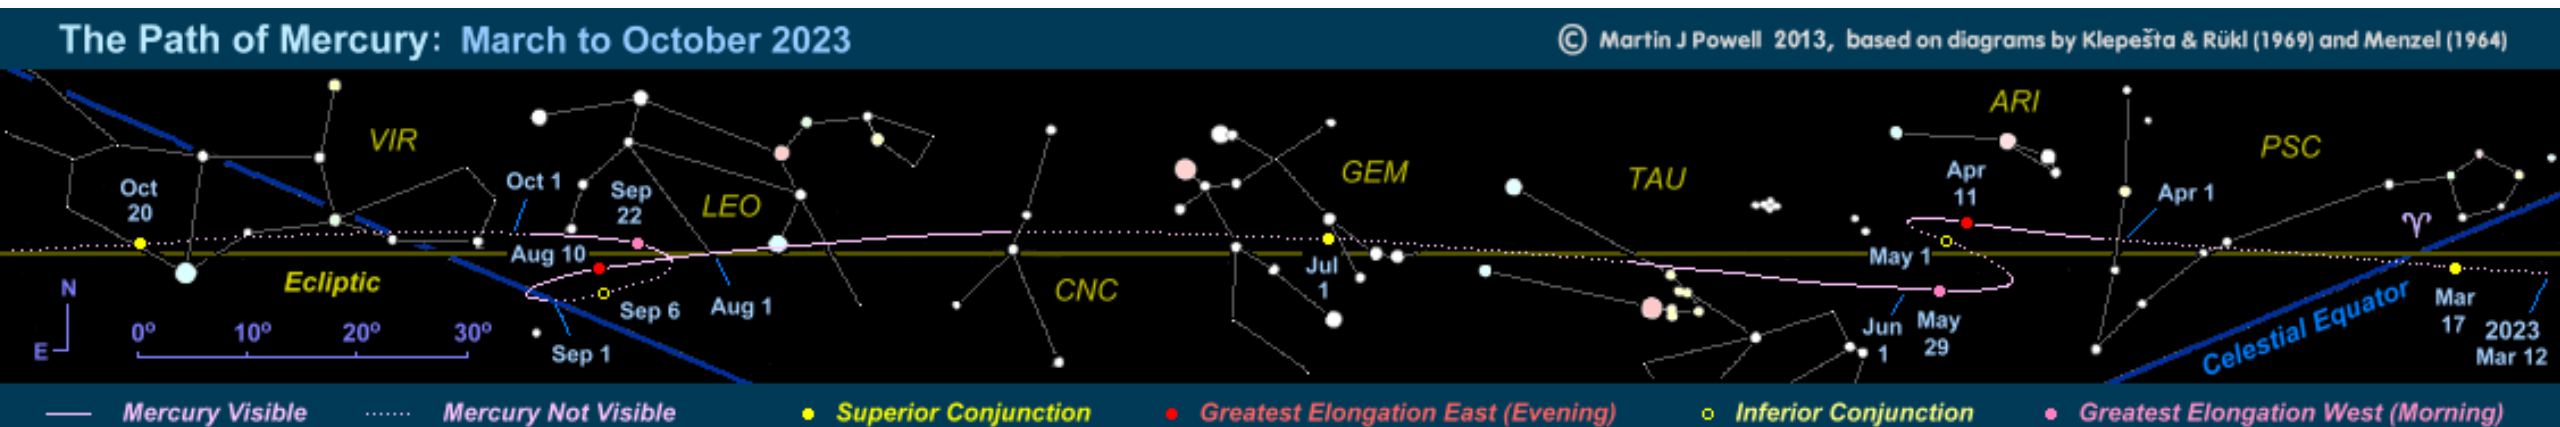 The Path of Mercury: March to October 2023
© Martin J Powell 2013, based on diagrams by Klepešta & Rükl (1969) and Menzel (1964)
VIR
LEO
CNC
GEM
TAU
ARI
PSC
Oct
20
Oct 1
Sep
22
Aug 10
Sep 6
Aug 1
Sep 1
Jul
1
Apr
11
Apr 1
May 1
Jun
1
May
29
♈
Mar
17
2023
Mar 12
Ecliptic
Celestial Equator
N
E
0º 10º 20º 30º
Mercury Visible
Mercury Not Visible
Superior Conjunction
Greatest Elongation East (Evening)
Inferior Conjunction
Greatest Elongation West (Morning)